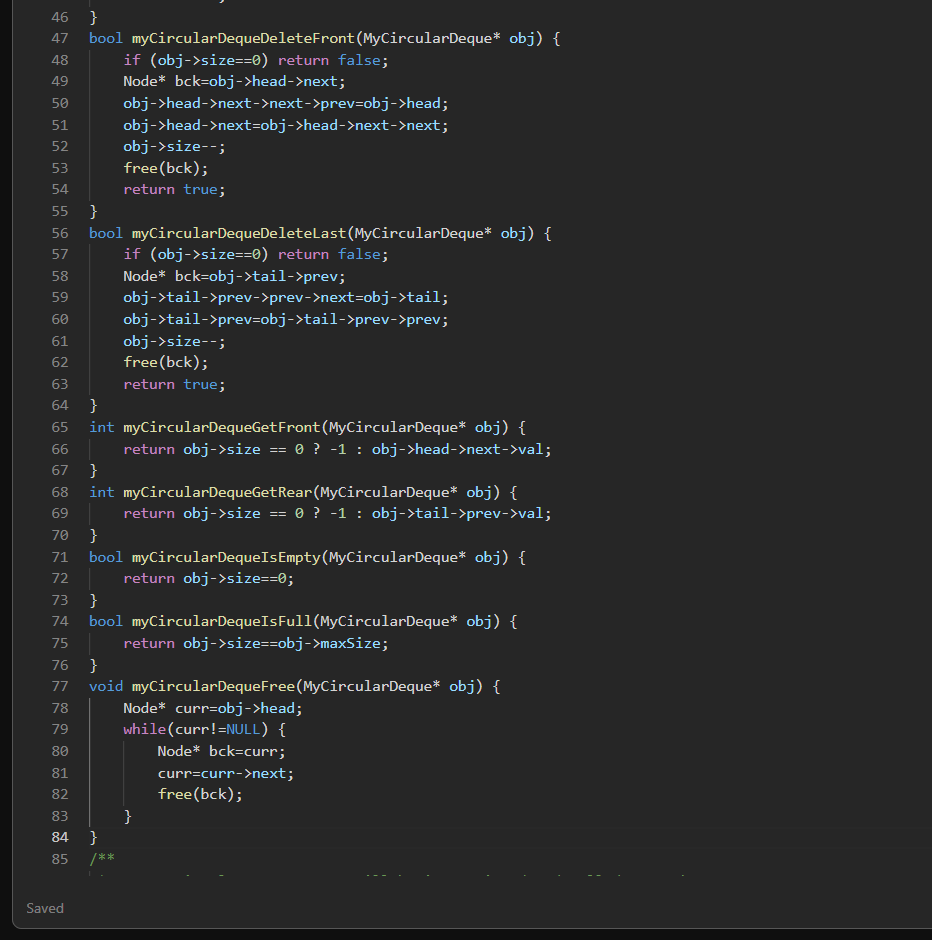 46 }
47 bool myCircularDequeDeleteFront(MyCircularDeque* obj) {
48 if (obj->size==0) return false;
49 Node* bck=obj->head->next;
50 obj->head->next->next->prev=obj->head;
51 obj->head->next=obj->head->next->next;
52 obj->size--;
53 free(bck);
54 return true;
55 }
56 bool myCircularDequeDeleteLast(MyCircularDeque* obj) {
57 if (obj->size==0) return false;
58 Node* bck=obj->tail->prev;
59 obj->tail->prev->prev->next=obj->tail;
60 obj->tail->prev=obj->tail->prev->prev;
61 obj->size--;
62 free(bck);
63 return true;
64 }
65 int myCircularDequeGetFront(MyCircularDeque* obj) {
66 return obj->size == 0 ? -1 : obj->head->next->val;
67 }
68 int myCircularDequeGetRear(MyCircularDeque* obj) {
69 return obj->size == 0 ? -1 : obj->tail->prev->val;
70 }
71 bool myCircularDequeIsEmpty(MyCircularDeque* obj) {
72 return obj->size==0;
73 }
74 bool myCircularDequeIsFull(MyCircularDeque* obj) {
75 return obj->size==obj->maxSize;
76 }
77 void myCircularDequeFree(MyCircularDeque* obj) {
78 Node* curr=obj->head;
79 while(curr!=NULL) {
80 Node* bck=curr;
81 curr=curr->next;
82 free(bck);
83 }
84 }
85 /**
Saved